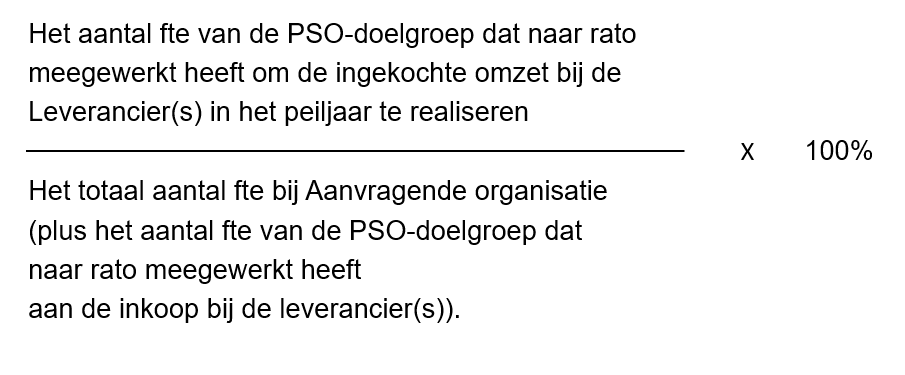 Het aantal fte van de PSO-doelgroep dat naar rato
meegewerkt heeft om de ingekochte omzet bij de
Leverancier(s) in het peiljaar te realiseren
x 100%
Het totaal aantal fte bij Aanvragende organisatie
(plus het aantal fte van de PSO-doelgroep dat
naar rato meegewerkt heeft
aan de inkoop bij de leverancier(s)).